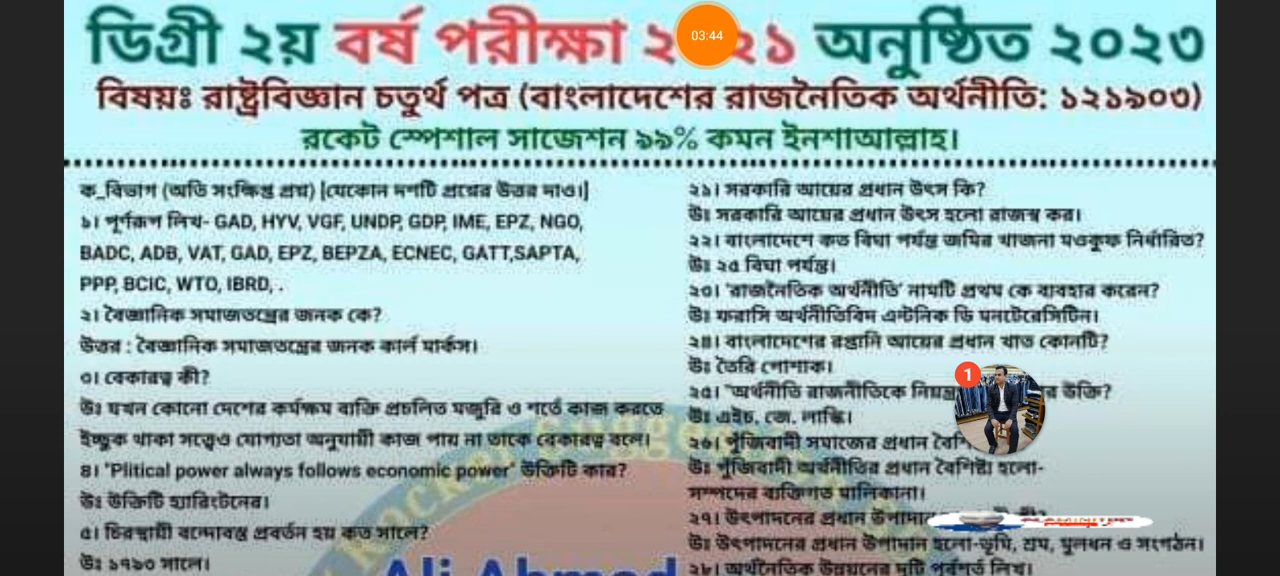 ডিগ্রী ২য় বর্ষ পরীক্ষা ২০২১ অনুষ্ঠিত ২০২৩
03:44
বিষয়ঃ রাষ্ট্রবিজ্ঞান চতুর্থ পত্র (বাংলাদেশের রাজনৈতিক অর্থনীতি: ১২১৯০৩)
রকেট স্পেশাল সাজেশন ৯৯% কমন ইনশাআল্লাহ।
ক_বিভাগ (অতি সংক্ষিপ্ত প্রশ্ন) [যেকোন দশটি প্রশ্নের উত্তর দাও।]
১। পূর্ণরূপ লিখ- GAD, HYV, VGF, UNDP, GDP, IME, EPZ, NGO,
BADC, ADB, VAT, GAD, EPZ, BEPZA, ECNEC, GATT,SAPTA,
PPP, BCIC, WTO, IBRD, .
২। বৈজ্ঞানিক সমাজতন্ত্রের জনক কে?
উত্তর : বৈজ্ঞানিক সমাজতন্ত্রের জনক কার্ল মার্কস।
৩। বেকারত্ব কী?
উঃ যখন কোনো দেশের কর্মক্ষম ব্যক্তি প্রচলিত মজুরি ও শর্তে কাজ করতে
ইচ্ছুক থাকা সত্ত্বেও যোগ্যতা অনুযায়ী কাজ পায় না তাকে বেকারত্ব বলে।
৪। "Plitical power always follows economic power" উক্তিটি কার?
উঃ উক্তিটি হ্যারিংটনের।
৫। চিরস্থায়ী বন্দোবস্ত প্রবর্তন হয় কত সালে?
উঃ ১৭৯৩ সালে।
২১। সরকারি আয়ের প্রধান উৎস কি?
উঃ সরকারি আয়ের প্রধান উৎস হলো রাজস্ব কর।
২২। বাংলাদেশে কত বিঘা পর্যন্ত জমির খাজনা মওকুফ নির্ধারিত?
উঃ ২৫ বিঘা পর্যন্ত।
২৩। 'রাজনৈতিক অর্থনীতি' নামটি প্রথম কে ব্যবহার করেন?
উঃ ফরাসি অর্থনীতিবিদ এন্টনিক ডি মনটেরেসিটিন।
২৪। বাংলাদেশের রপ্তানি আয়ের প্রধান খাত কোনটি?
উঃ তৈরি পোশাক।
1
২৫। "অর্থনীতি রাজনীতিকে উক্তি?
উঃ এইচ. জে. লাস্কি।
২৬। পুঁজিবাদী সমাজের প্রধান
উঃ পুঁজিবাদী অর্থনীতির প্রধান বৈশিষ্ট্য হলো-
সম্পদের ব্যক্তিগত মালিকানা।
২৭। উৎপাদনের প্রধান
উঃ উৎপাদনের প্রধান উপাদান হলো-ভূমি, শ্রম, মুলধন ও সংগঠন।
২৮। অর্থনৈতিক উন্নয়নের দুটি পূর্বশর্ত লিখ।
Ali Ahmed